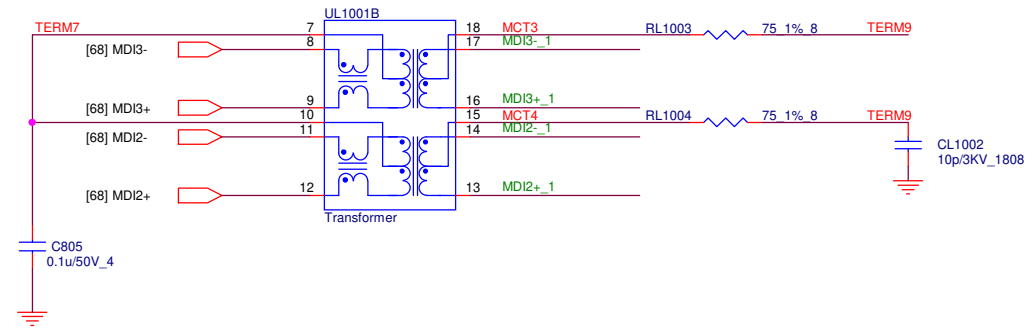 UL1001B
TERM7
7
18
MCT3
RL1003
75_1%_8
TERM9
[68] MDI3-
8
17
MDI3-_1
[68] MDI3+
9
16
MDI3+_1
10
15
MCT4
RL1004
75_1%_8
TERM9
[68] MDI2-
11
14
MDI2-_1
CL1002
10p/3KV_1808
[68] MDI2+
12
13
MDI2+_1
Transformer
C805
0.1u/50V_4